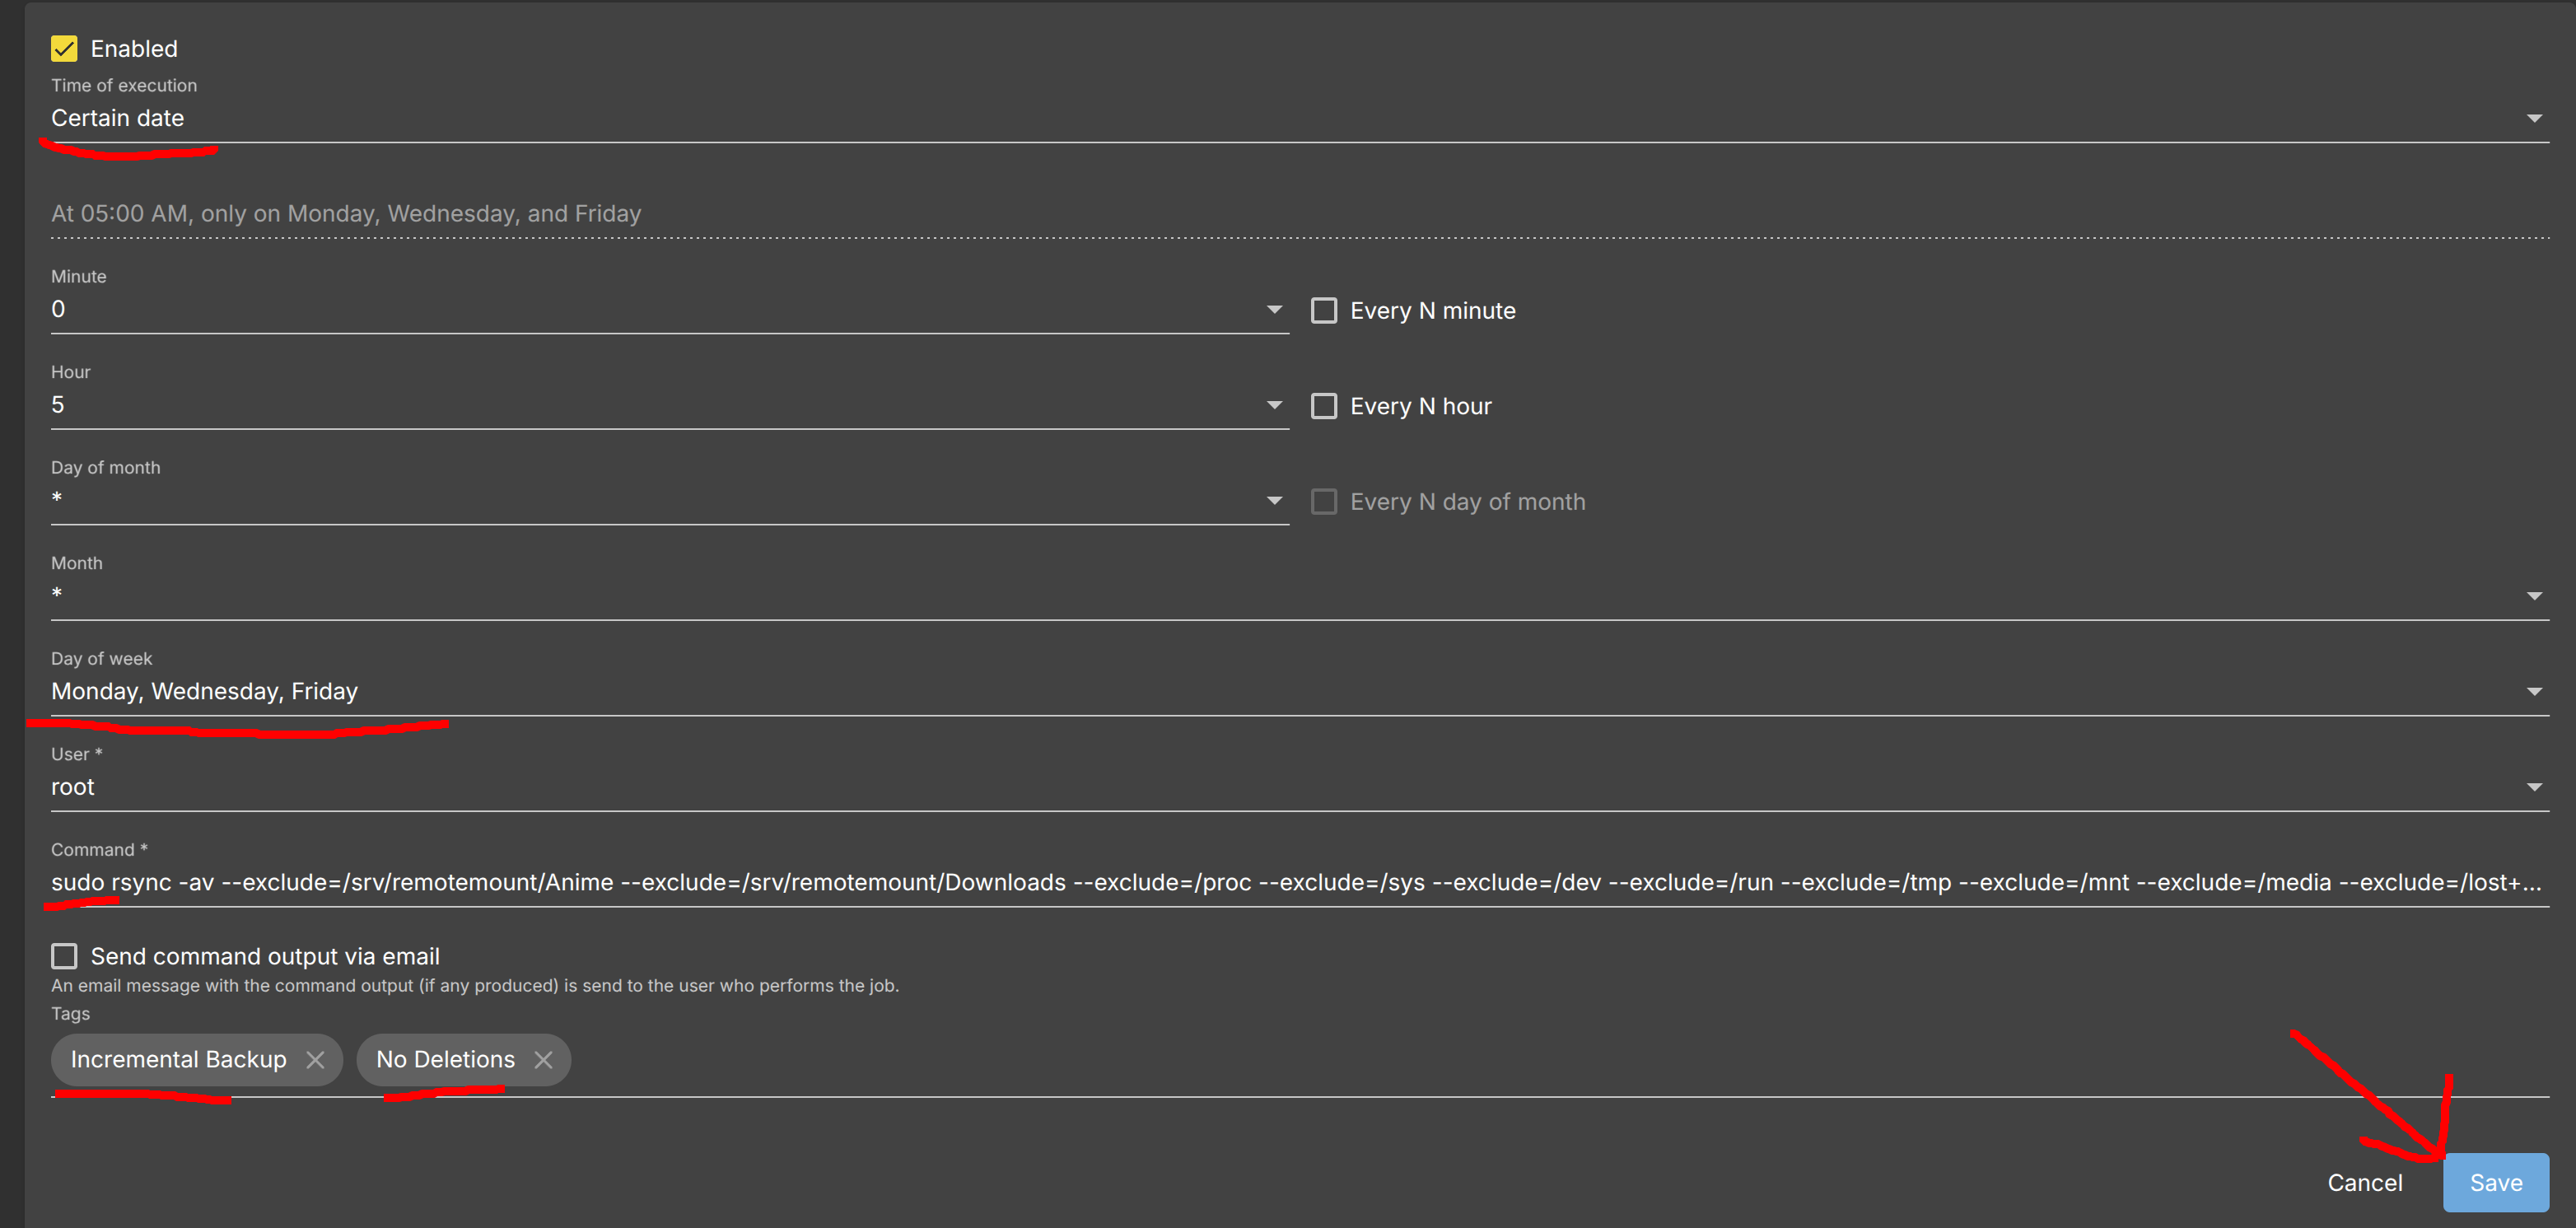 Enabled
Time of execution
Certain date
At 05:00 AM, only on Monday, Wednesday, and Friday
Minute
0
Every N minute
Hour
5
Every N hour
Day of month
*
Every N day of month
Month
*
Day of week
Monday, Wednesday, Friday
User *
root
Command *
sudo rsync -av --exclude=/srv/remotemount/Anime --exclude=/srv/remotemount/Downloads --exclude=/proc --exclude=/sys --exclude=/dev --exclude=/run --exclude=/tmp --exclude=/mnt --exclude=/media --exclude=/lost+...
Send command output via email
An email message with the command output (if any produced) is send to the user who performs the job.
Tags
Incremental Backup No Deletions
Cancel Save